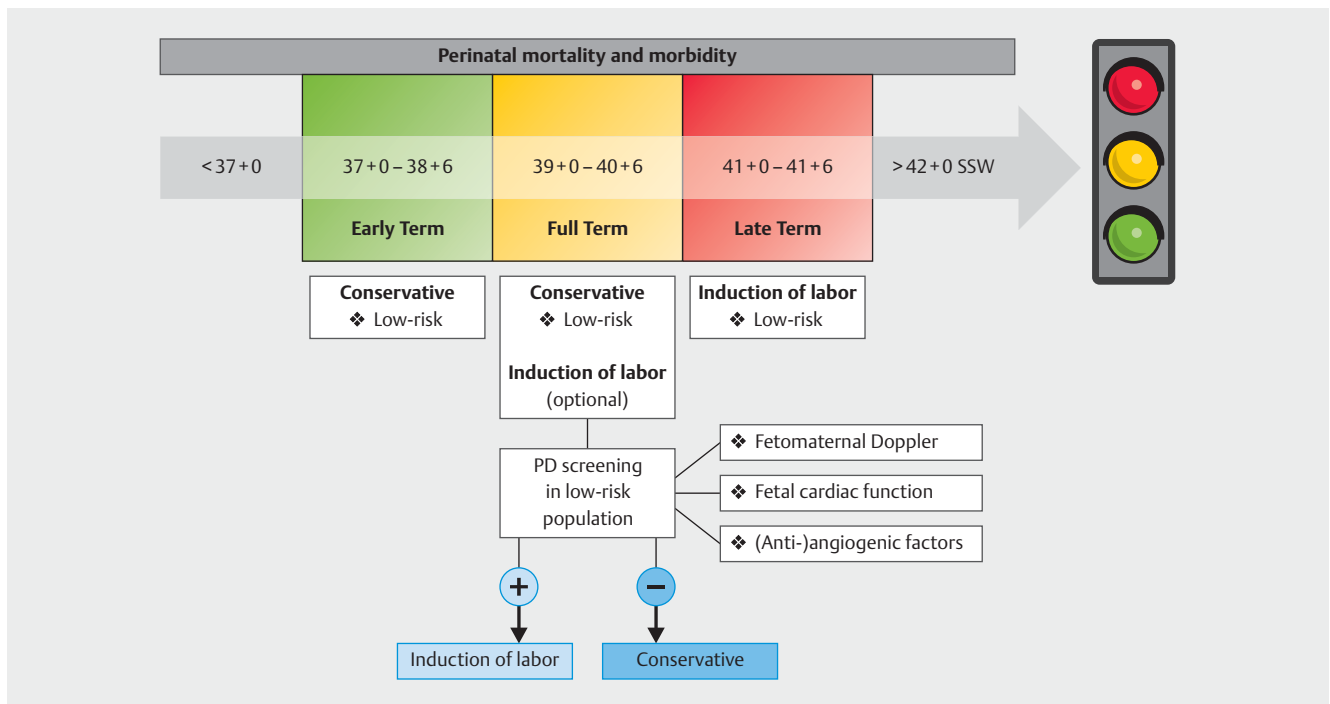 Perinatal mortality and morbidity
< 37 + 0
37 + 0 – 38 + 6
39 + 0 – 40 + 6
41 + 0 – 41 + 6
> 42 + 0 SSW
Early Term
Full Term
Late Term
Conservative
❖ Low-risk
Conservative
❖ Low-risk
Induction of labor
(optional)
Induction of labor
❖ Low-risk
PD screening
in low-risk
population
❖ Fetomaternal Doppler
❖ Fetal cardiac function
❖ (Anti-)angiogenic factors
+
–
Induction of labor
Conservative